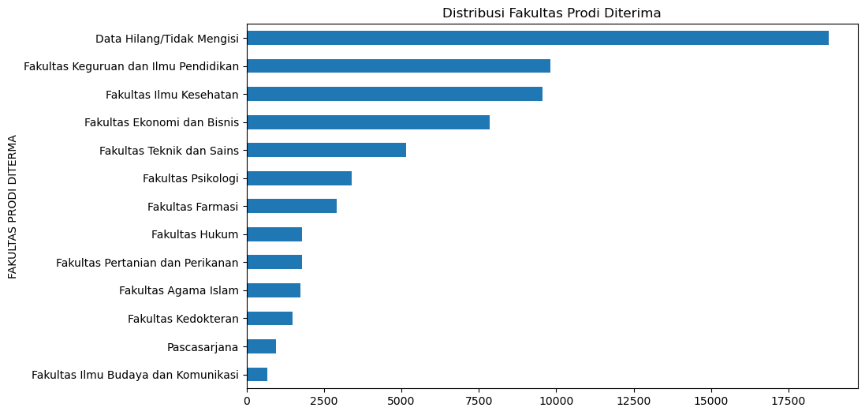 Distribusi Fakultas Prodi Diterima
FAKULTAS PRODI DITERMA
Data Hilang/Tidak Mengisi
Fakultas Keguruan dan Ilmu Pendidikan
Fakultas Ilmu Kesehatan
Fakultas Ekonomi dan Bisnis
Fakultas Teknik dan Sains
Fakultas Psikologi
Fakultas Farmasi
Fakultas Hukum
Fakultas Pertanian dan Perikanan
Fakultas Agama Islam
Fakultas Kedokteran
Pascasarjana
Fakultas Ilmu Budaya dan Komunikasi
0 2500 5000 7500 10000 12500 15000 17500